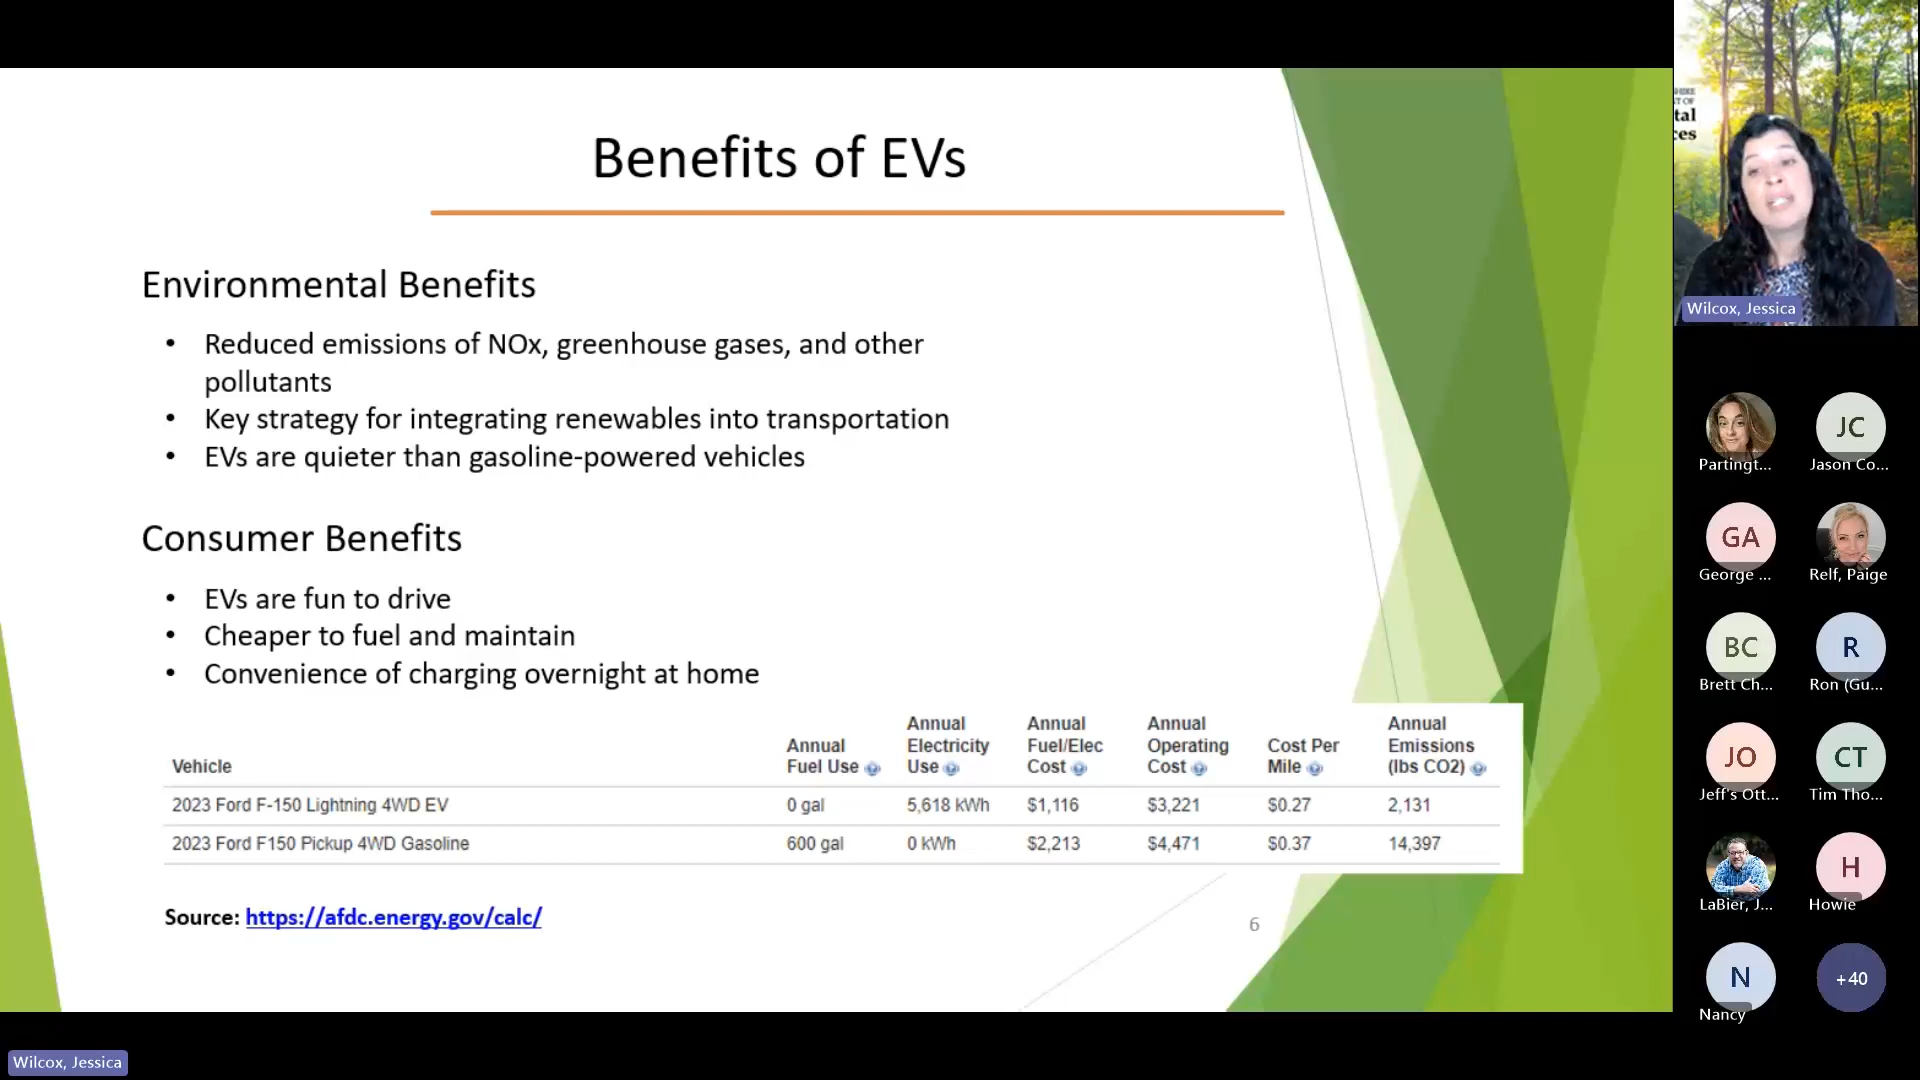 Benefits of EVs
Environmental Benefits
• Reduced emissions of NOx, greenhouse gases, and other
pollutants
• Key strategy for integrating renewables into transportation
• EVs are quieter than gasoline-powered vehicles
Consumer Benefits
• EVs are fun to drive
• Cheaper to fuel and maintain
• Convenience of charging overnight at home
Vehicle Annual Fuel Use Annual Electricity Use Annual Fuel/Elec Cost Annual Operating Cost Cost Per Mile Annual Emissions (lbs CO2)
2023 Ford F-150 Lightning 4WD EV 0 gal 5,618 kWh $1,116 $3,221 $0.27 2,131
2023 Ford F150 Pickup 4WD Gasoline 600 gal 0 kWh $2,213 $4,471 $0.37 14,397
Source: https://afdc.energy.gov/calc/
6
Wilcox, Jessica
tal
ces
Wilcox, Jessica
Partingt...
JC
Jason Co...
GA
George ...
Relf, Paige
BC
Brett Ch...
R
Ron (Gu...
JO
Jeff's Ott...
CT
Tim Tho...
LaBier, J...
H
Howie
N
Nancy
+40